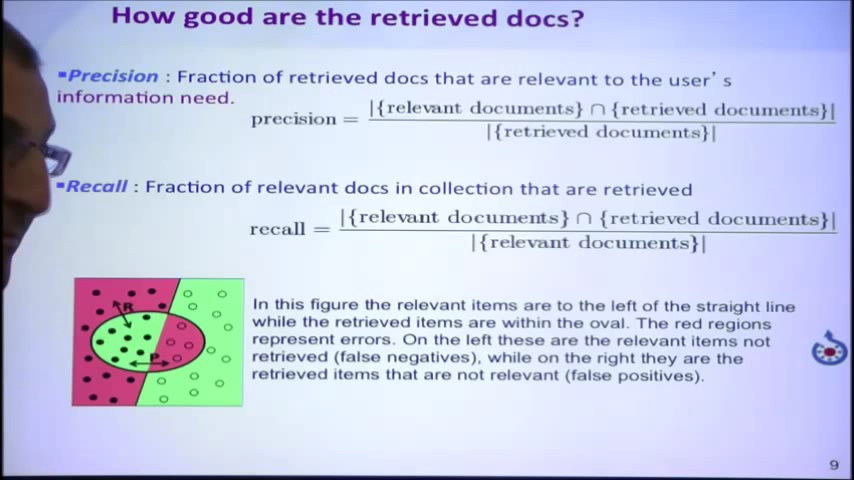 How good are the retrieved docs?
▪Precision : Fraction of retrieved docs that are relevant to the user's
information need.
precision = |{relevant documents} ∩ {retrieved documents}| / |{retrieved documents}|
▪Recall : Fraction of relevant docs in collection that are retrieved
recall = |{relevant documents} ∩ {retrieved documents}| / |{relevant documents}|
R
P
In this figure the relevant items are to the left of the straight line
while the retrieved items are within the oval. The red regions
represent errors. On the left these are the relevant items not
retrieved (false negatives), while on the right they are the
retrieved items that are not relevant (false positives).
9